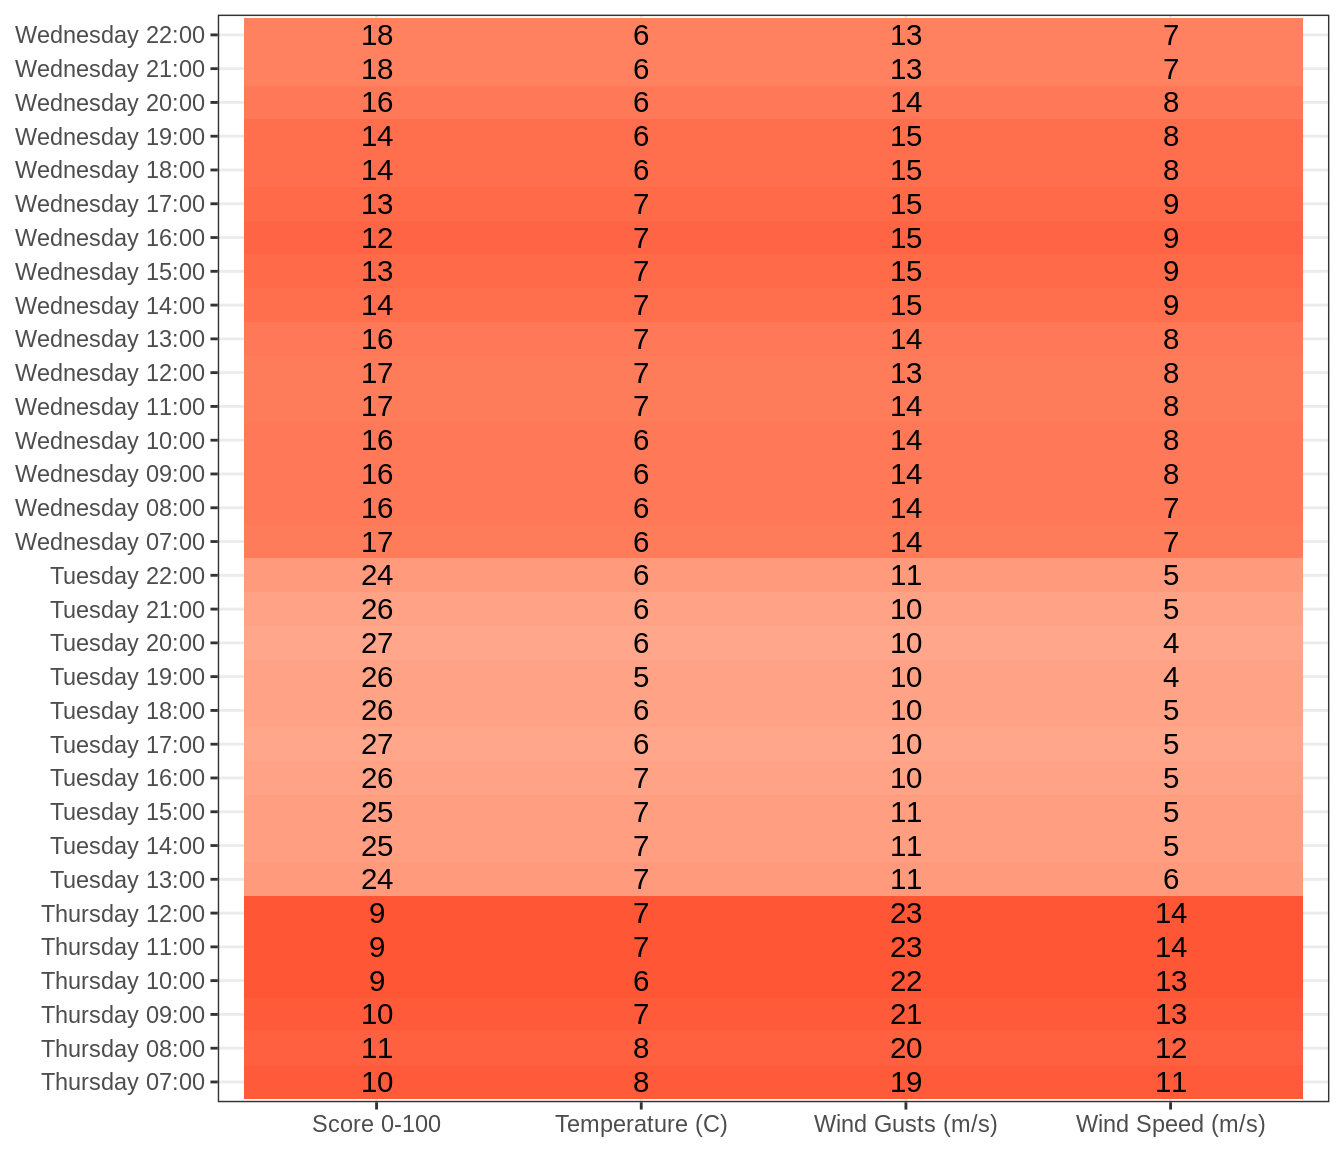 Wednesday 22:00 18 6 13 7
Wednesday 21:00 18 6 13 7
Wednesday 20:00 16 6 14 8
Wednesday 19:00 14 6 15 8
Wednesday 18:00 14 6 15 8
Wednesday 17:00 13 7 15 9
Wednesday 16:00 12 7 15 9
Wednesday 15:00 13 7 15 9
Wednesday 14:00 14 7 15 9
Wednesday 13:00 16 7 14 8
Wednesday 12:00 17 7 13 8
Wednesday 11:00 17 7 14 8
Wednesday 10:00 16 6 14 8
Wednesday 09:00 16 6 14 8
Wednesday 08:00 16 6 14 7
Wednesday 07:00 17 6 14 7
Tuesday 22:00 24 6 11 5
Tuesday 21:00 26 6 10 5
Tuesday 20:00 27 6 10 4
Tuesday 19:00 26 5 10 4
Tuesday 18:00 26 6 10 5
Tuesday 17:00 27 6 10 5
Tuesday 16:00 26 7 10 5
Tuesday 15:00 25 7 11 5
Tuesday 14:00 25 7 11 5
Tuesday 13:00 24 7 11 6
Thursday 12:00 9 7 23 14
Thursday 11:00 9 7 23 14
Thursday 10:00 9 6 22 13
Thursday 09:00 10 7 21 13
Thursday 08:00 11 8 20 12
Thursday 07:00 10 8 19 11
Score 0-100 Temperature (C) Wind Gusts (m/s) Wind Speed (m/s)